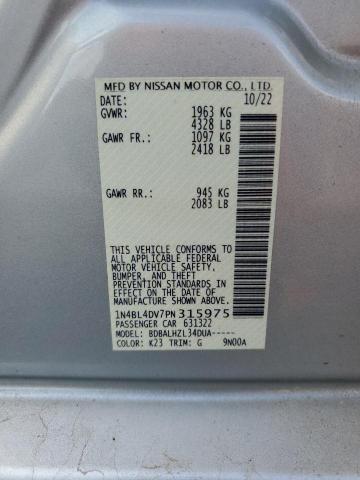 MFD BY NISSAN MOTOR CO., LTD.
DATE: 10/22
GVWR: 1963 KG
4328 LB
GAWR FR.: 1097 KG
2418 LB
GAWR RR.: 945 KG
2083 LB
THIS VEHICLE CONFORMS TO
ALL APPLICABLE FEDERAL
MOTOR VEHICLE SAFETY,
BUMPER, AND THEFT
PREVENTION STANDARDS IN
EFFECT ON THE DATE OF
MANUFACTURE SHOWN ABOVE.
1N4BL4DV7PN315975
PASSENGER CAR 631322
MODEL: BDBALHZL34DUA-----
COLOR: K23 TRIM: G 9N00A